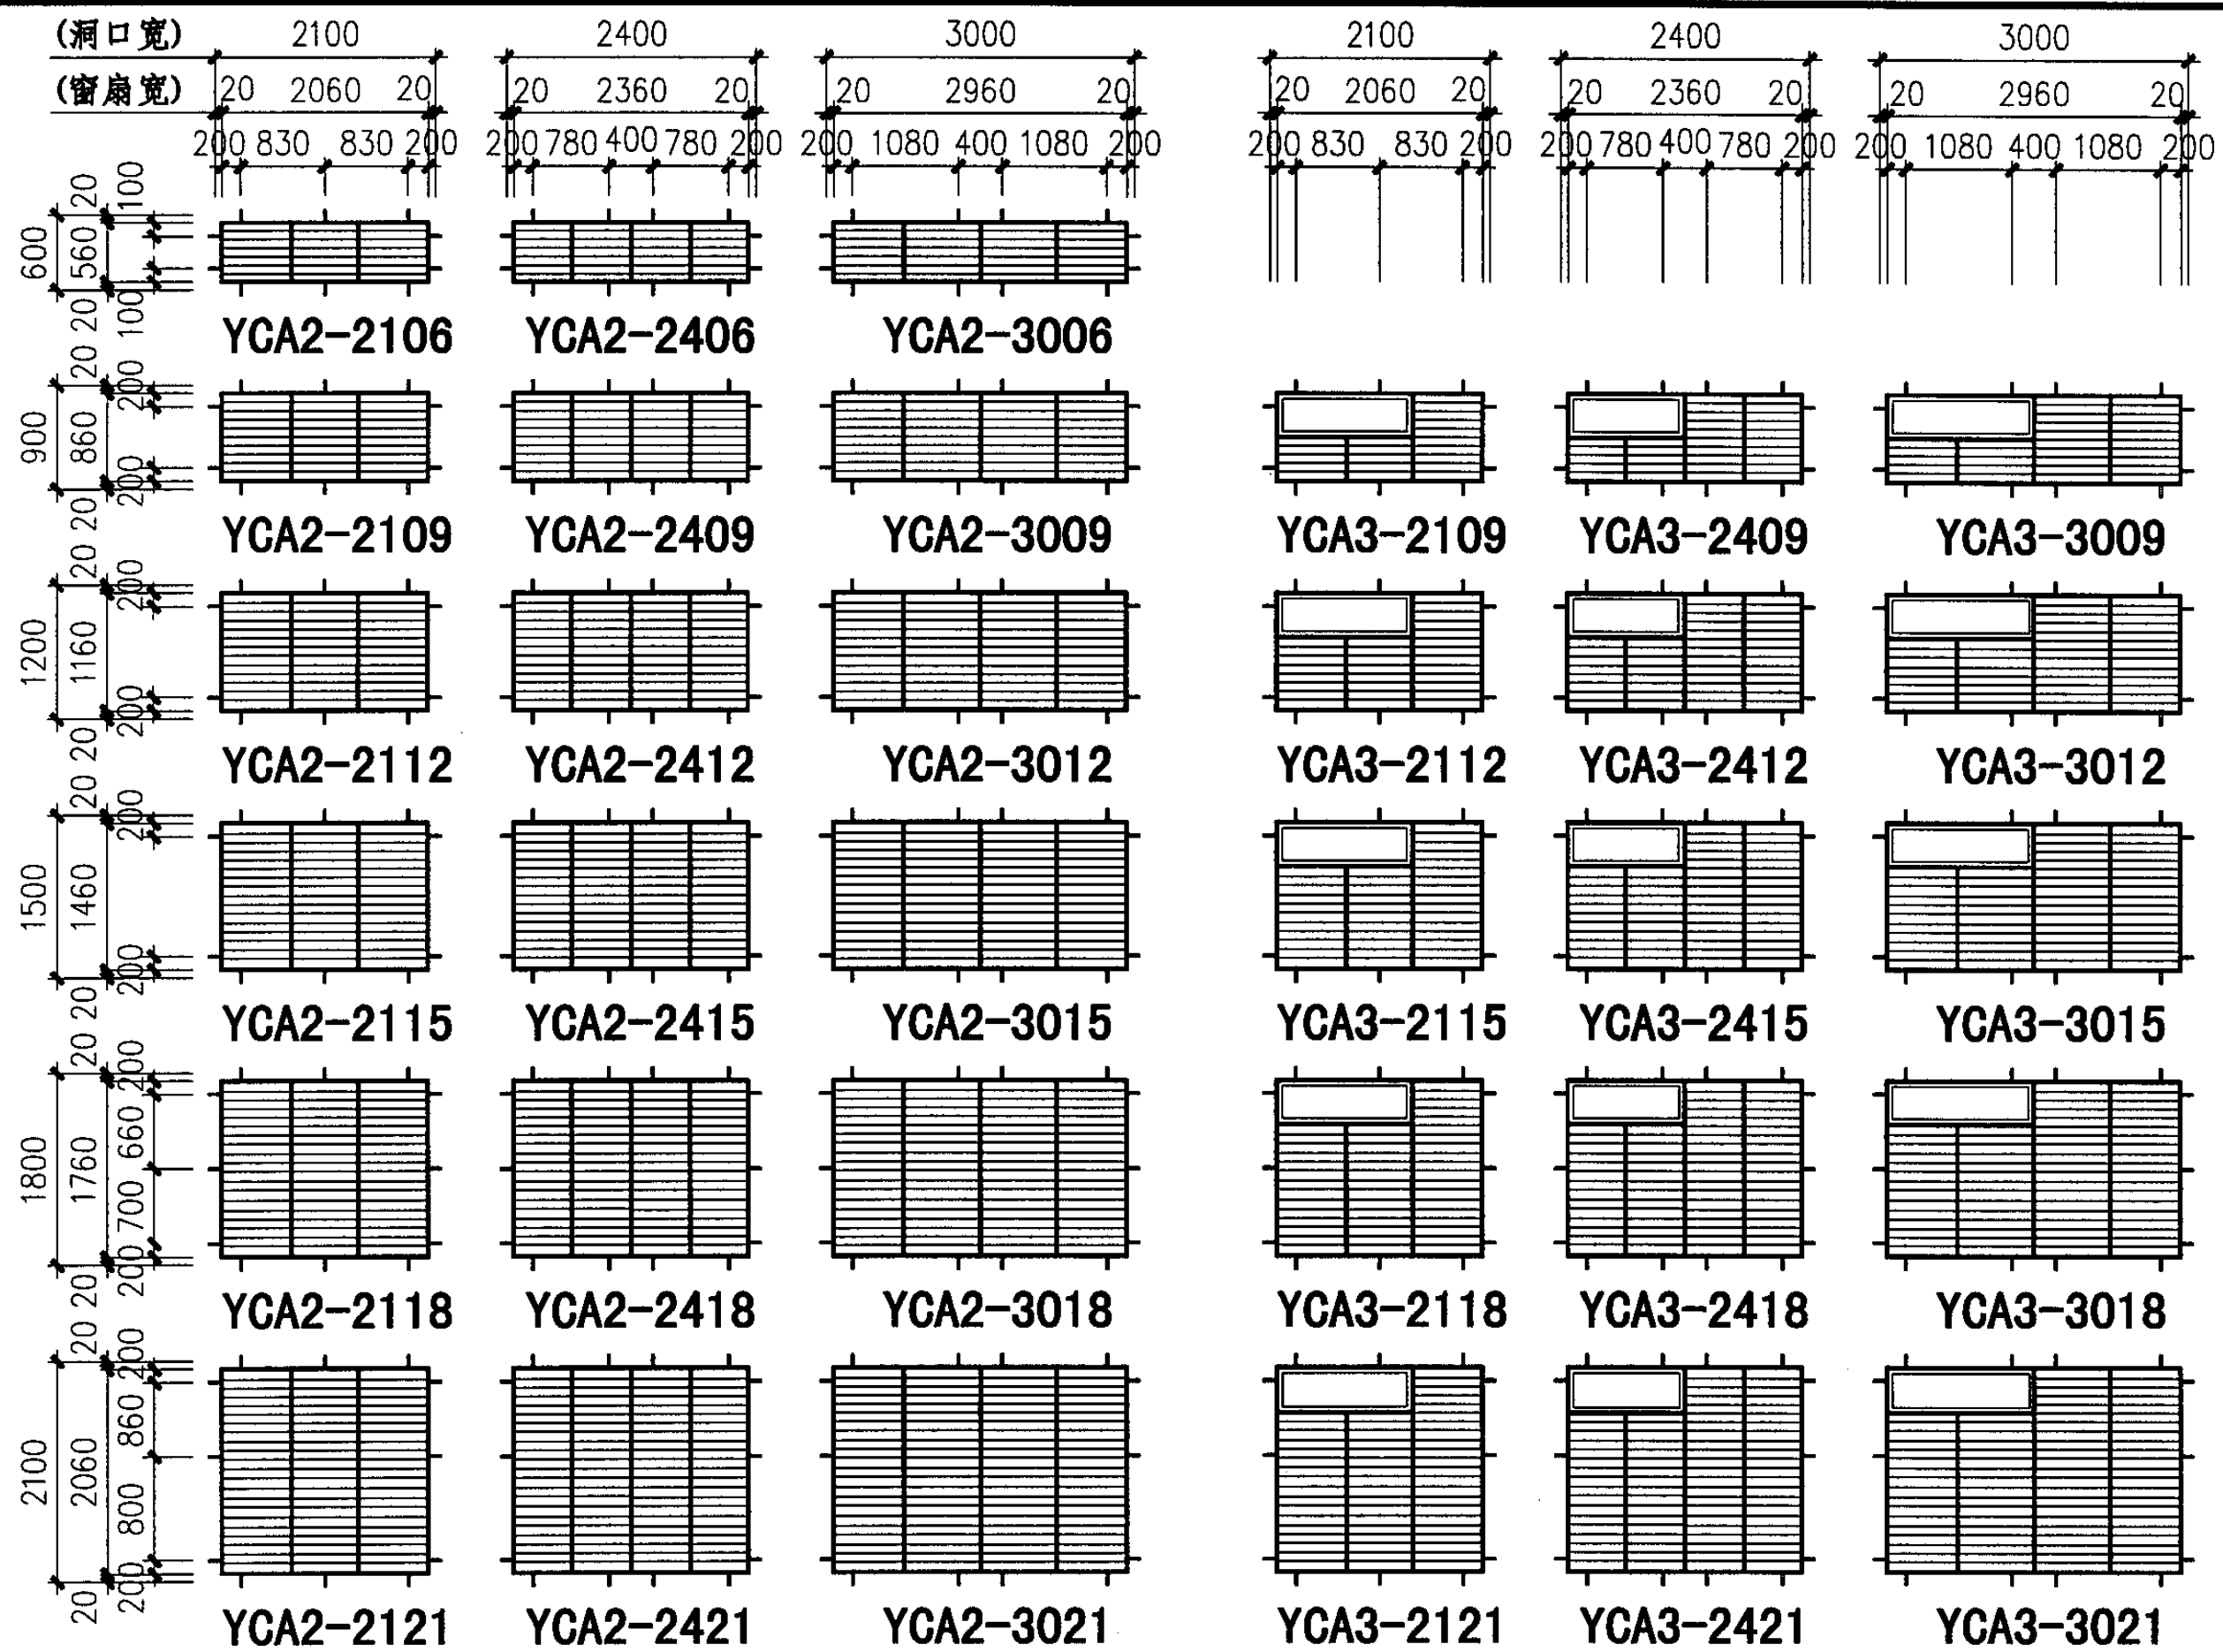 (洞口宽) 2100 2400 3000 2100 2400 3000
(窗扇宽) 20 2060 20 20 2360 20 20 2960 20 20 2060 20 20 2360 20 20 2960 20
200 830 830 200 200 780 400 780 200 200 1080 400 1080 200 200 830 830 200 200 780 400 780 200 200 1080 400 1080 200
600 20 560 20 100 100
YCA2-2106 YCA2-2406 YCA2-3006
900 20 860 20 200 200
YCA2-2109 YCA2-2409 YCA2-3009 YCA3-2109 YCA3-2409 YCA3-3009
1200 20 1160 20 200 200
YCA2-2112 YCA2-2412 YCA2-3012 YCA3-2112 YCA3-2412 YCA3-3012
1500 20 1460 20 200 200
YCA2-2115 YCA2-2415 YCA2-3015 YCA3-2115 YCA3-2415 YCA3-3015
1800 20 1760 20 200 660 700 200
YCA2-2118 YCA2-2418 YCA2-3018 YCA3-2118 YCA3-2418 YCA3-3018
2100 20 2060 20 200 860 800 200
YCA2-2121 YCA2-2421 YCA2-3021 YCA3-2121 YCA3-2421 YCA3-3021